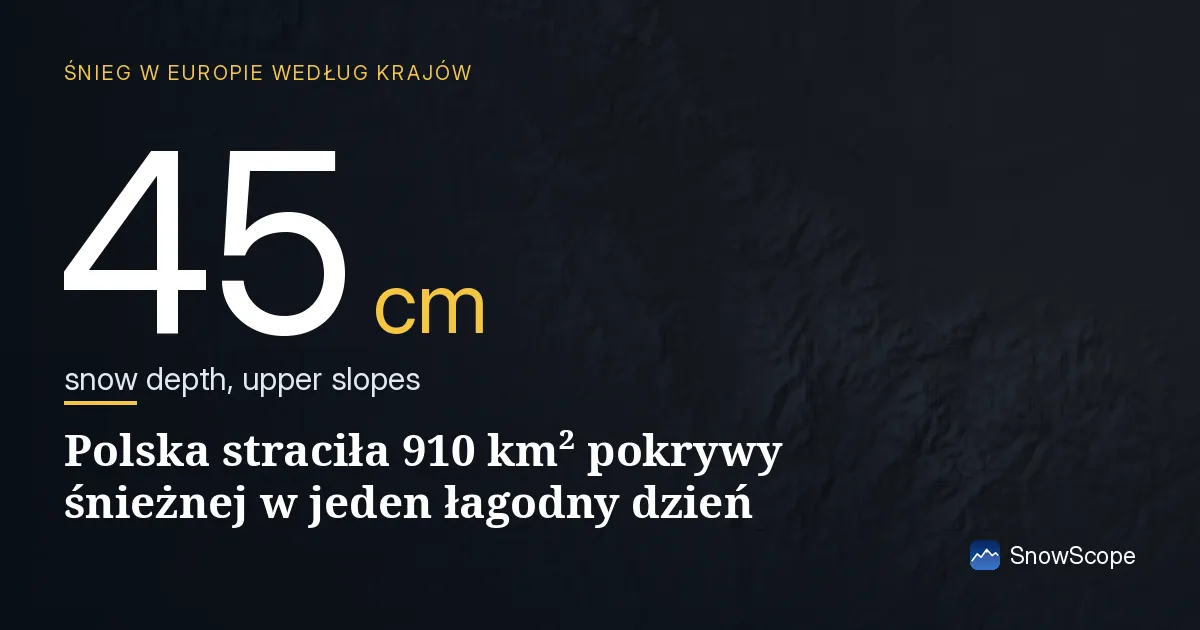 ŚNIEG W EUROPIE WEDŁUG KRAJÓW
45 cm
snow depth, upper slopes
Polska straciła 910 km² pokrywy
śnieżnej w jeden łagodny dzień
SnowScope